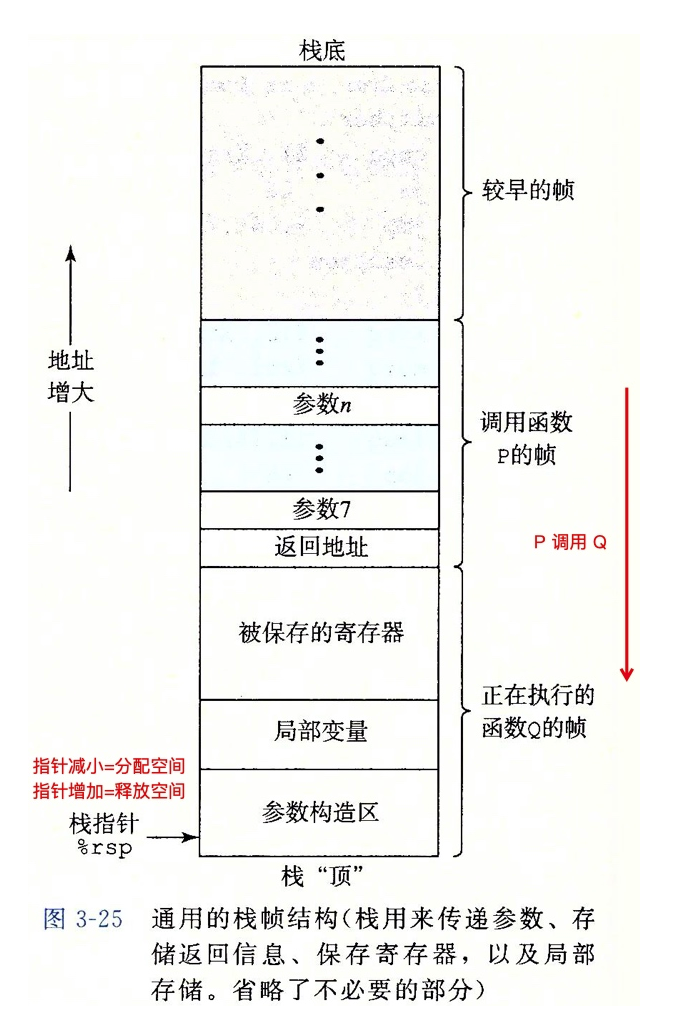 栈底
较早的帧
地址
增大
参数n
调用函数
P的帧
参数7
返回地址
P 调用 Q
被保存的寄存器
正在执行的
函数Q的帧
局部变量
指针减小=分配空间
指针增加=释放空间
参数构造区
栈指针
%rsp
栈“顶”
图 3-25 通用的栈帧结构(栈用来传递参数、存
储返回信息、保存寄存器，以及局部
存储。省略了不必要的部分)